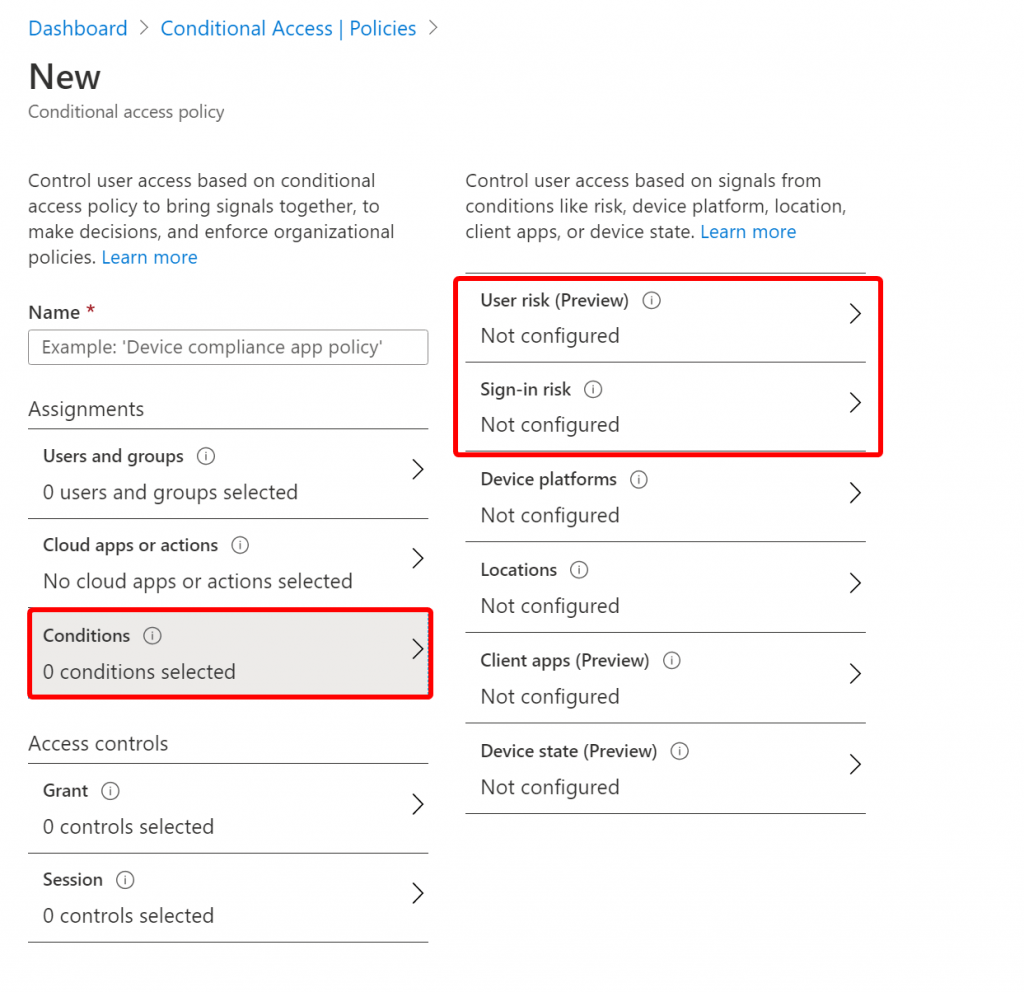 Dashboard > Conditional Access | Policies >
New
Conditional access policy
Control user access based on conditional
access policy to bring signals together, to
make decisions, and enforce organizational
policies. Learn more
Name *
Example: 'Device compliance app policy'
Assignments
Users and groups
0 users and groups selected
Cloud apps or actions
No cloud apps or actions selected
Conditions
0 conditions selected
Access controls
Grant
0 controls selected
Session
0 controls selected
Control user access based on signals from
conditions like risk, device platform, location,
client apps, or device state. Learn more
User risk (Preview)
Not configured
Sign-in risk
Not configured
Device platforms
Not configured
Locations
Not configured
Client apps (Preview)
Not configured
Device state (Preview)
Not configured